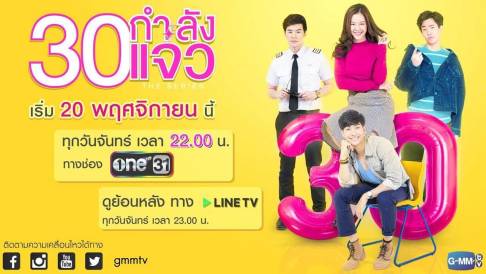 30 กำลังแจ๋ว
THE SERIES
เริ่ม 20 พฤศจิกายน นี้
ทุกวันจันทร์ เวลา 22.00 น.
ทางช่อง one 31
ดูย้อนหลัง ทาง LINE TV
ทุกวันจันทร์ เวลา 23.00 น.
30
ติดตามความเคลื่อนไหวได้ทาง
You Tube gmmtv
G-MM-TV